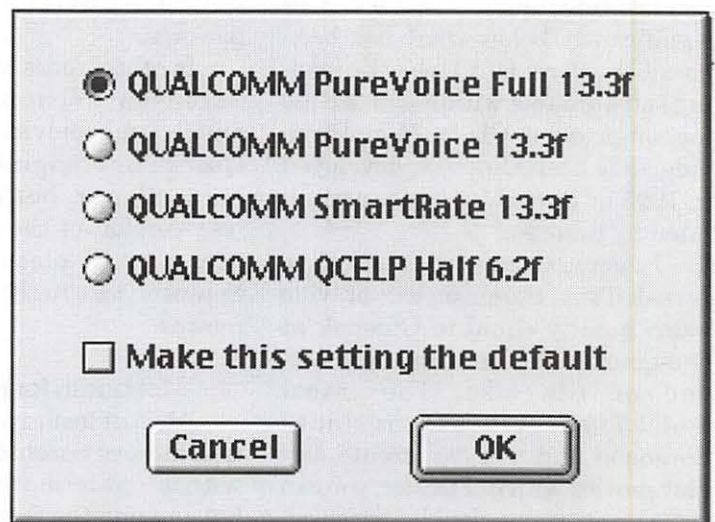 QUALCOMM PureVoice Full 13.3f
QUALCOMM PureVoice 13.3f
QUALCOMM SmartRate 13.3f
QUALCOMM QCELP Half 6.2f
Make this setting the default
Cancel
OK